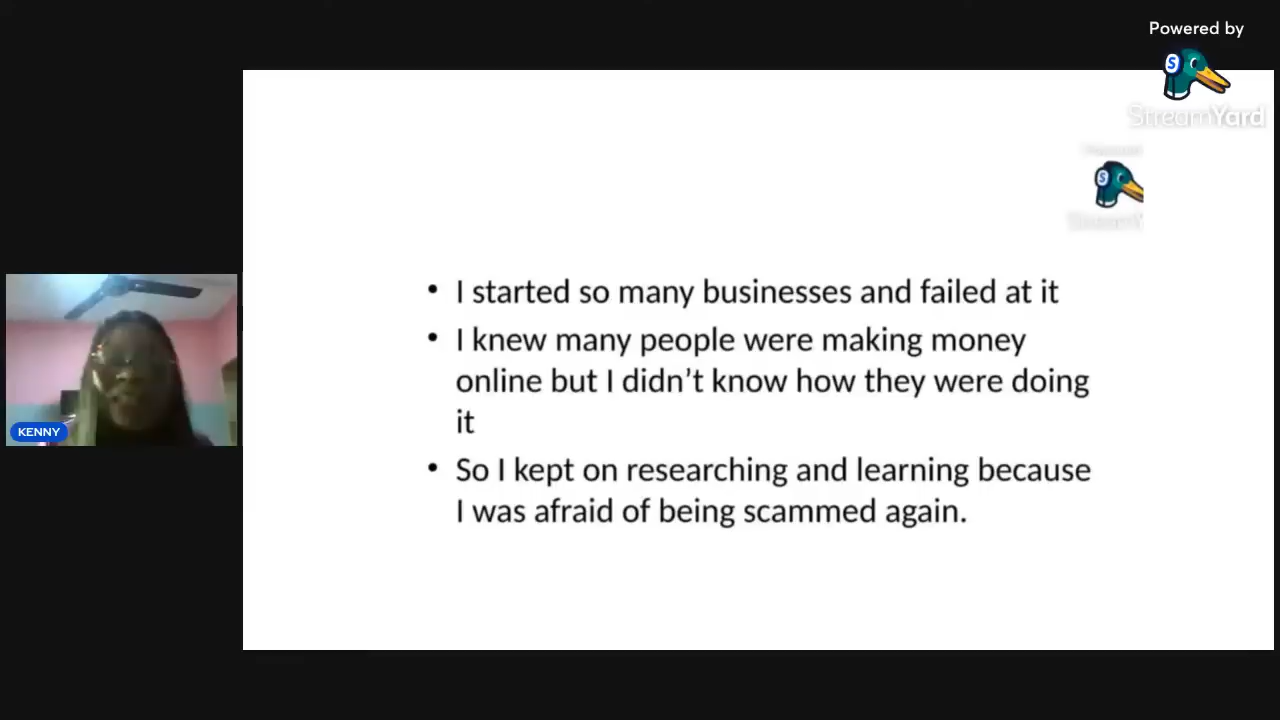 Powered by
StreamYard
StreamY
• I started so many businesses and failed at it
• I knew many people were making money
online but I didn’t know how they were doing
it
• So I kept on researching and learning because
I was afraid of being scammed again.
KENNY